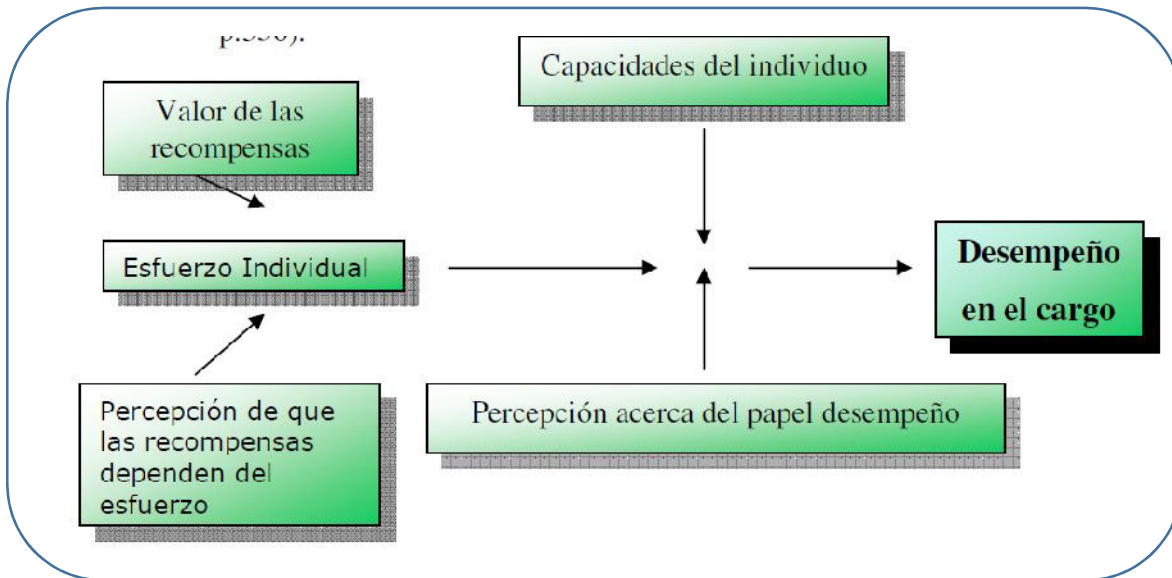 Capacidades del individuo
Valor de las
recompensas
Esfuerzo Individual
Desempeño
en el cargo
Percepción de que
las recompensas
dependen del
esfuerzo
Percepción acerca del papel desempeño